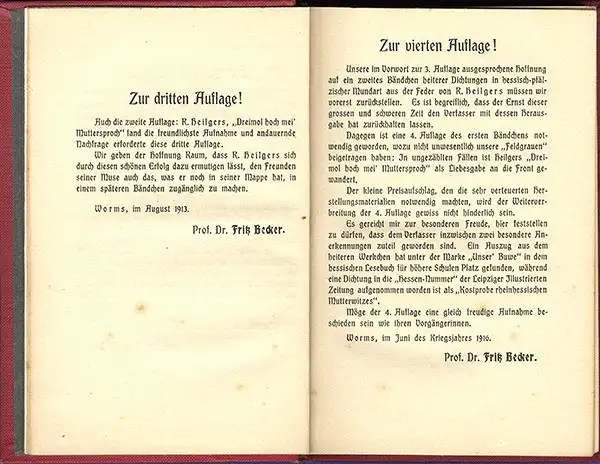 Zur dritten Auflage!
Auch die zweite Auflage: R. Heilgers, „Dreimol hoch mei'
Muttersproch" fand die freundlichste Aufnahme und andauernde
Nachfrage erforderte diese dritte Auflage.
Wir geben der Hoffnung Raum, dass R. Heilgers sich
durch diesen schönen Erfolg dazu ermutigen lässt, den Freunden
seiner Muse auch das, was er noch in seiner Mappe hat, in
einem späteren Bändchen zugänglich zu machen.
Worms, im August 1913.
Prof. Dr. Fritz Becker.
Zur vierten Auflage!
Unsere im Vorwort zur 3. Auflage ausgesprochene Hoffnung
auf ein zweites Bändchen heiterer Dichtungen in hessisch-pfäl-
zischer Mundart aus der Feder von R. Heilgers müssen wir
vorerst zurückstellen. Es ist begreiflich, dass der Ernst dieser
grossen und schweren Zeit den Verfasser mit dessen Heraus-
gabe hat zurückhalten lassen.
Dagegen ist eine 4. Auflage des ersten Bändchens not-
wendig geworden, wozu nicht unwesentlich unsere „Feldgrauen"
beigetragen haben: In ungezählten Fällen ist Heilgers „Drei-
mol hoch mei' Muttersproch" als Liebesgabe an die Front ge-
wandert.
Der kleine Preisaufschlag, den die sehr verteuerten Her-
stellungsmaterialien notwendig machten, wird der Weiterver-
breitung der 4. Auflage gewiss nicht hinderlich sein.
Es gereicht mir zur besonderen Freude, hier feststellen
zu dürfen, dass dem Verfasser inzwischen zwei besondere An-
erkennungen zuteil geworden sind. Ein Auszug aus dem
heiteren Werkchen hat unter der Marke „Unser' Buwe" in dem
hessischen Lesebuch für höhere Schulen Platz gefunden, während
eine Dichtung in die „Hessen-Nummer" der Leipziger Illustrierten
Zeitung aufgenommen worden ist als „Kostprobe rheinhessischen
Mutterwitzes".
Möge der 4. Auflage eine gleich freudige Aufnahme be-
schieden sein wie ihren Vorgängerinnen.
Worms, im Juni des Kriegsjahres 1916.
Prof. Dr. Fritz Becker.